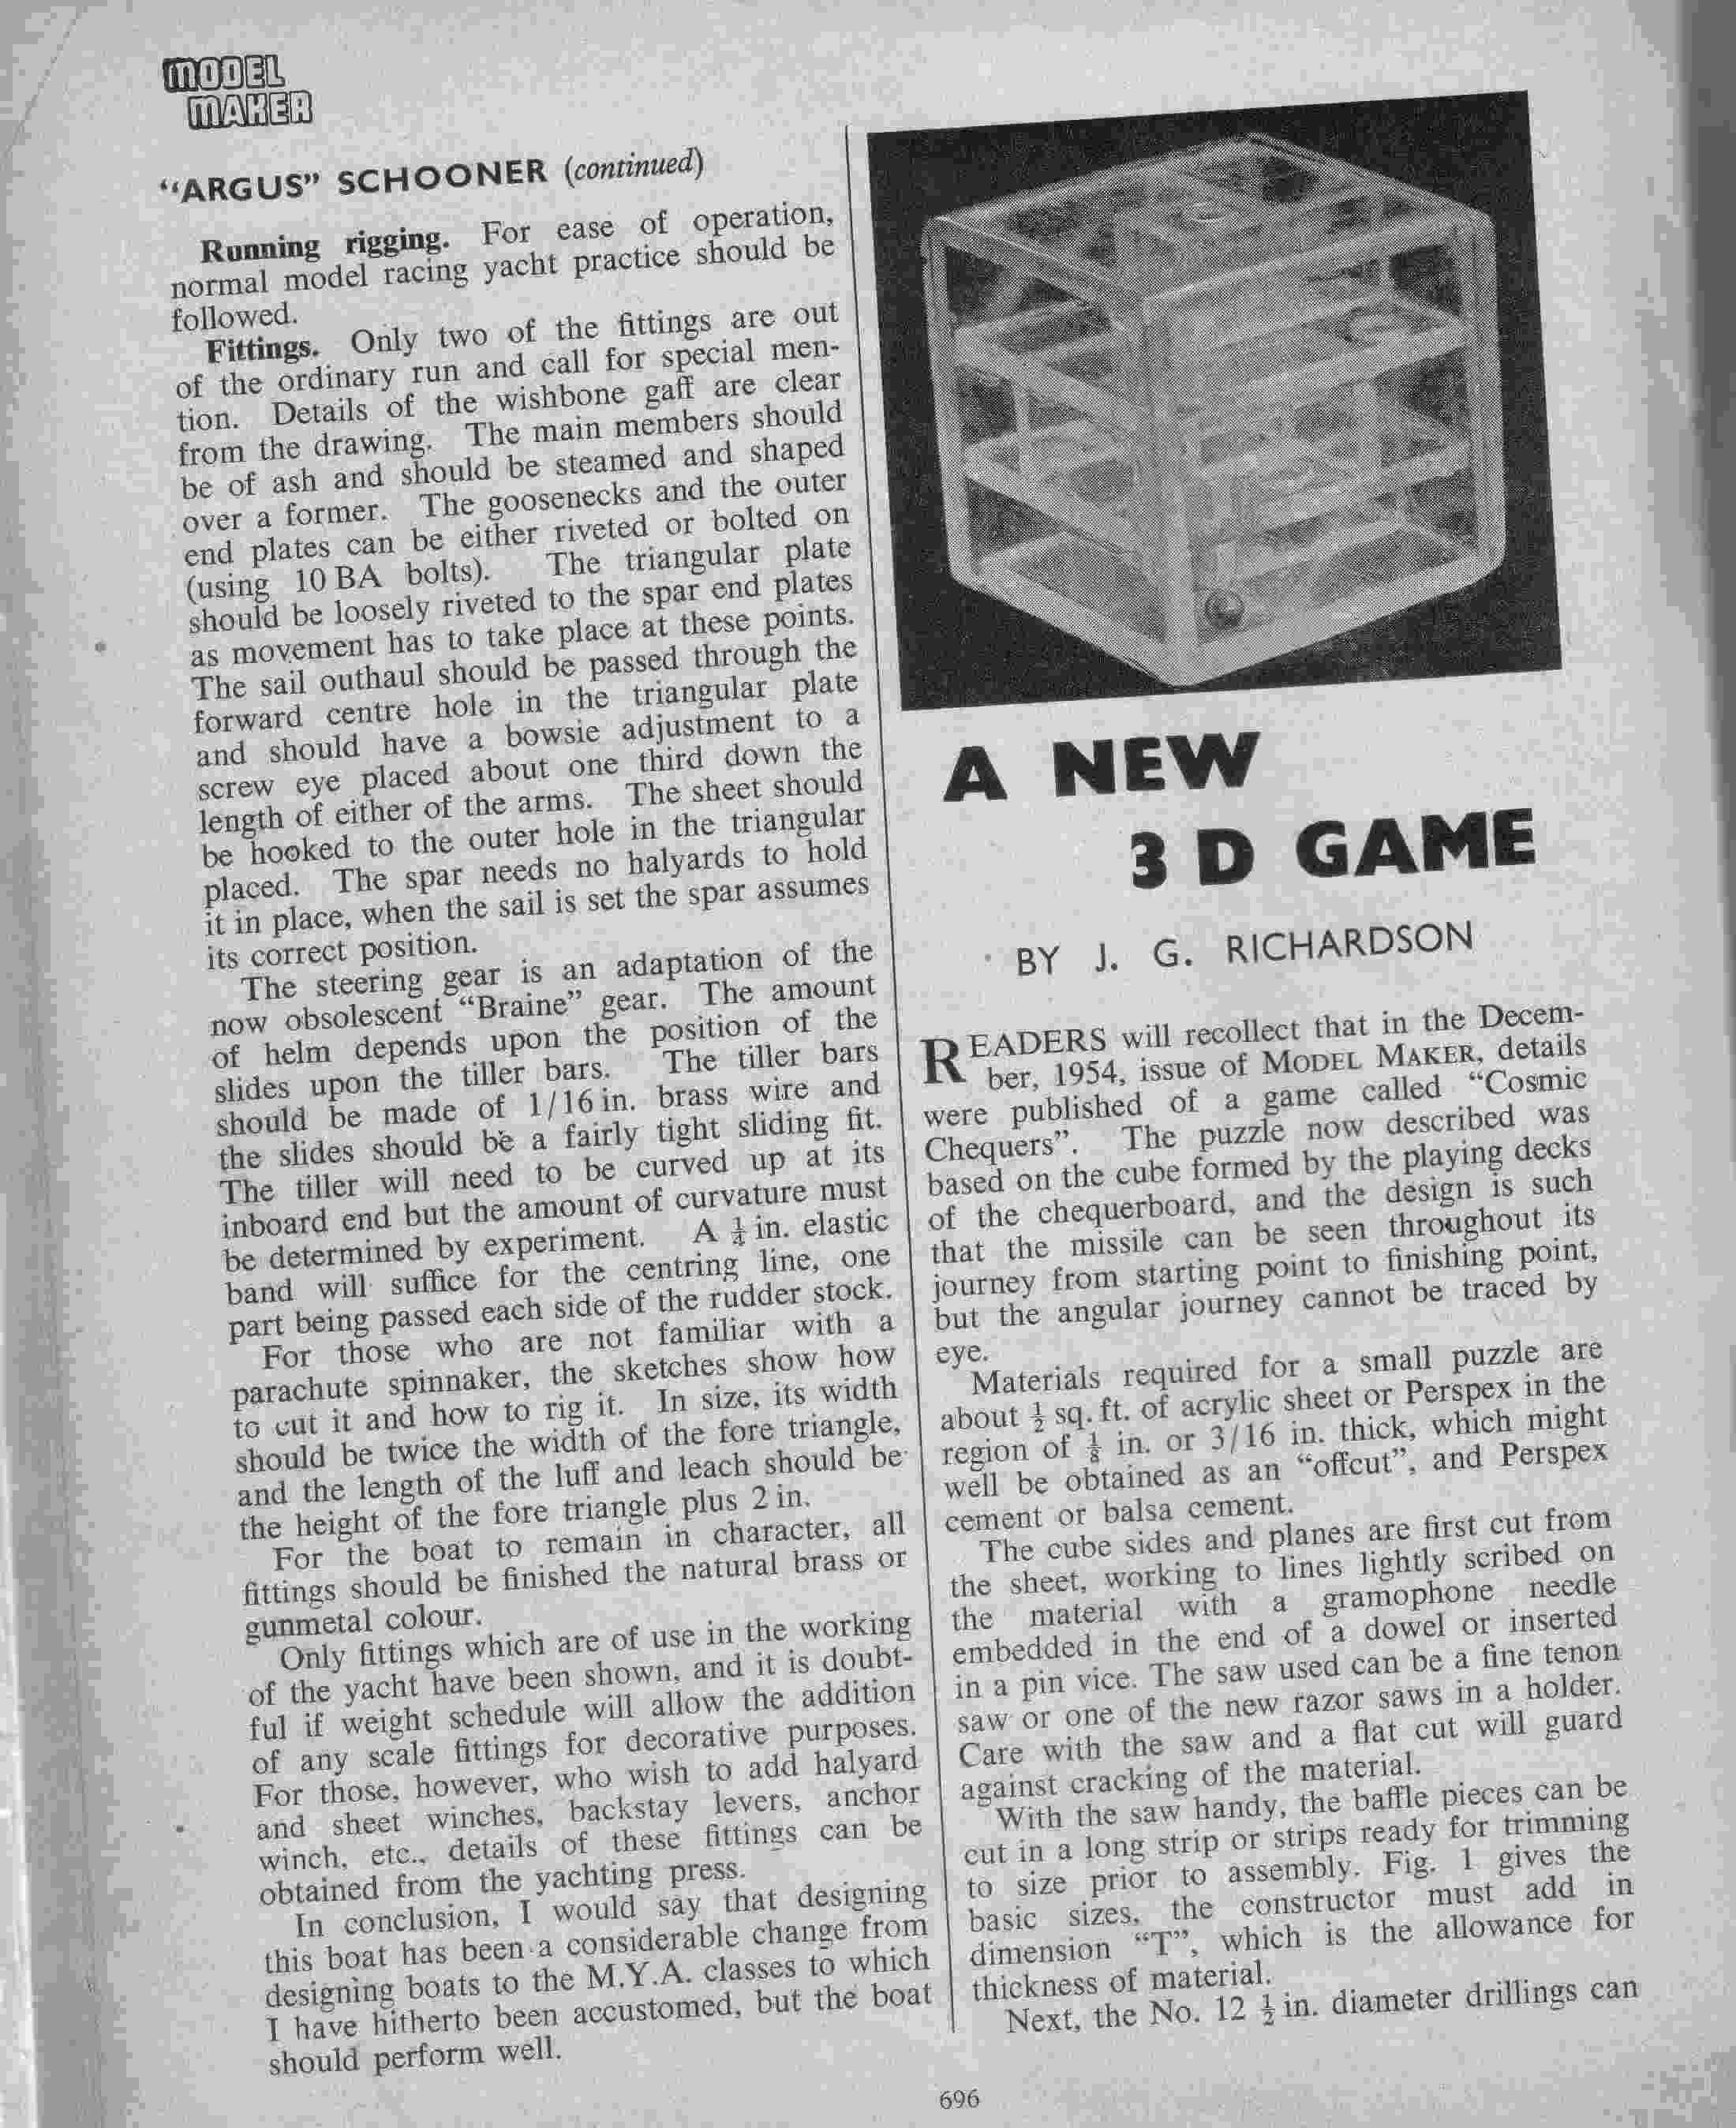 MODEL
MAKER
“ARGUS” SCHOONER (continued)
Running rigging. For ease of operation,
normal model racing yacht practice should be
followed.
Fittings. Only two of the fittings are out
of the ordinary run and call for special men-
tion. Details of the wishbone gaff are clear
from the drawing. The main members should
be of ash and should be steamed and shaped
over a former. The goosenecks and the outer
end plates can be either riveted or bolted on
(using 10 BA bolts). The triangular plate
should be loosely riveted to the spar end plates
as movement has to take place at these points.
The sail outhaul should be passed through the
forward centre hole in the triangular plate
and should have a bowsie adjustment to a
screw eye placed about one third down the
length of either of the arms. The sheet should
be hooked to the outer hole in the triangular
placed. The spar needs no halyards to hold
it in place, when the sail is set the spar assumes
its correct position.
The steering gear is an adaptation of the
now obsolescent “Braine” gear. The amount
of helm depends upon the position of the
slides upon the tiller bars. The tiller bars
should be made of 1/16 in. brass wire and
the slides should be a fairly tight sliding fit.
The tiller will need to be curved up at its
inboard end but the amount of curvature must
be determined by experiment. A ¼ in. elastic
band will suffice for the centring line, one
part being passed each side of the rudder stock.
For those who are not familiar with a
parachute spinnaker, the sketches show how
to cut it and how to rig it. In size, its width
should be twice the width of the fore triangle,
and the length of the luff and leach should be
the height of the fore triangle plus 2 in.
For the boat to remain in character, all
fittings should be finished the natural brass or
gunmetal colour.
Only fittings which are of use in the working
of the yacht have been shown, and it is doubt-
ful if weight schedule will allow the addition
of any scale fittings for decorative purposes.
For those, however, who wish to add halyard
and sheet winches, backstay levers, anchor
winch, etc., details of these fittings can be
obtained from the yachting press.
In conclusion, I would say that designing
this boat has been a considerable change from
designing boats to the M.Y.A. classes to which
I have hitherto been accustomed, but the boat
should perform well.
A NEW
3 D GAME
BY J. G. RICHARDSON
READERS will recollect that in the Decem-
ber, 1954, issue of MODEL MAKER, details
were published of a game called “Cosmic
Chequers”. The puzzle now described was
based on the cube formed by the playing decks
of the chequerboard, and the design is such
that the missile can be seen throughout its
journey from starting point to finishing point,
but the angular journey cannot be traced by
eye.
Materials required for a small puzzle are
about ½ sq. ft. of acrylic sheet or Perspex in the
region of ⅛ in. or 3/16 in. thick, which might
well be obtained as an “offcut”, and Perspex
cement or balsa cement.
The cube sides and planes are first cut from
the sheet, working to lines lightly scribed on
the material with a gramophone needle
embedded in the end of a dowel or inserted
in a pin vice. The saw used can be a fine tenon
saw or one of the new razor saws in a holder.
Care with the saw and a flat cut will guard
against cracking of the material.
With the saw handy, the baffle pieces can be
cut in a long strip or strips ready for trimming
to size prior to assembly. Fig. 1 gives the
basic sizes, the constructor must add in
dimension “T”, which is the allowance for
thickness of material.
Next, the No. 12 ½ in. diameter drillings can
696